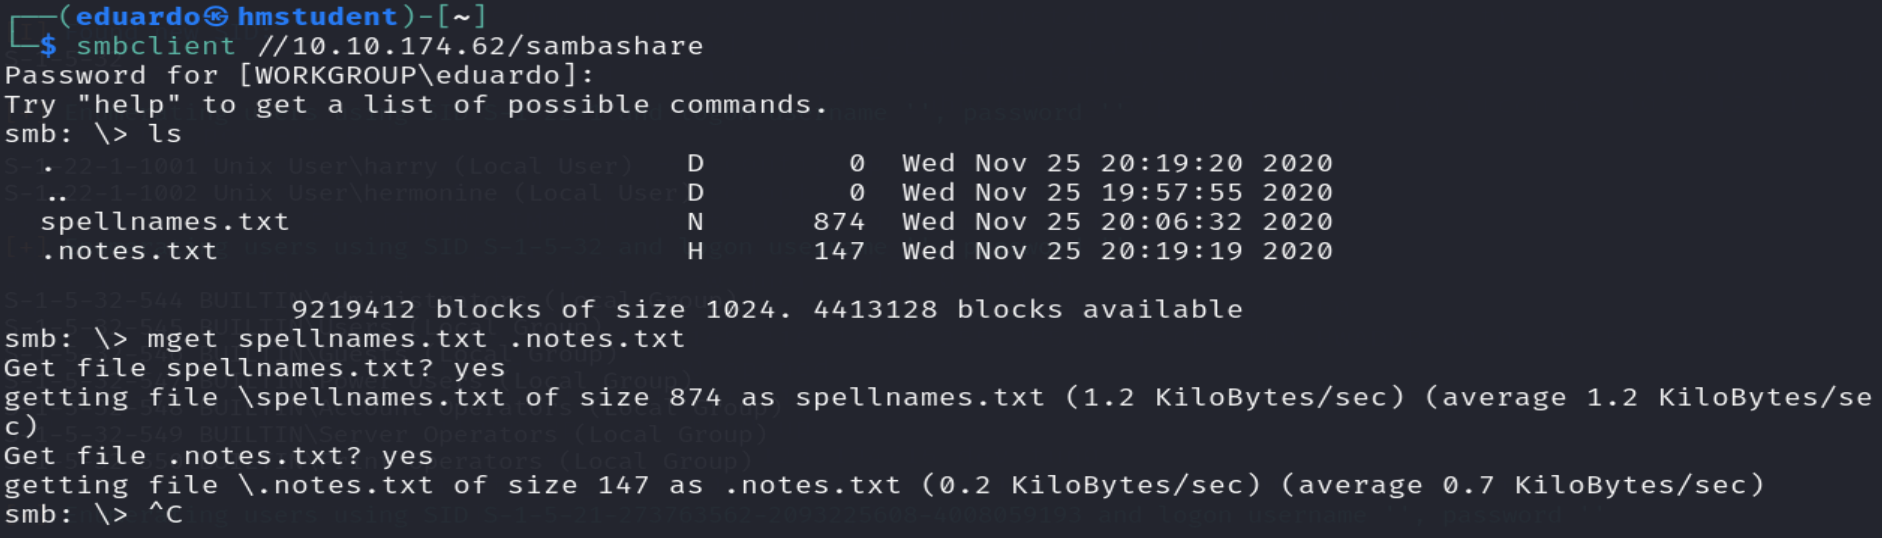 ┌──(eduardo㉿hmstudent)-[~]
└─$ smbclient //10.10.174.62/sambashare
Password for [WORKGROUP\eduardo]:
Try "help" to get a list of possible commands.
smb: \> ls
  .                                   D        0  Wed Nov 25 20:19:20 2020
  ..                                  D        0  Wed Nov 25 19:57:55 2020
  spellnames.txt                      N      874  Wed Nov 25 20:06:32 2020
  .notes.txt                          H      147  Wed Nov 25 20:19:19 2020

                9219412 blocks of size 1024. 4413128 blocks available
smb: \> mget spellnames.txt .notes.txt
Get file spellnames.txt? yes
getting file \spellnames.txt of size 874 as spellnames.txt (1.2 KiloBytes/sec) (average 1.2 KiloBytes/se
c)
Get file .notes.txt? yes
getting file \.notes.txt of size 147 as .notes.txt (0.2 KiloBytes/sec) (average 0.7 KiloBytes/sec)
smb: \> ^C